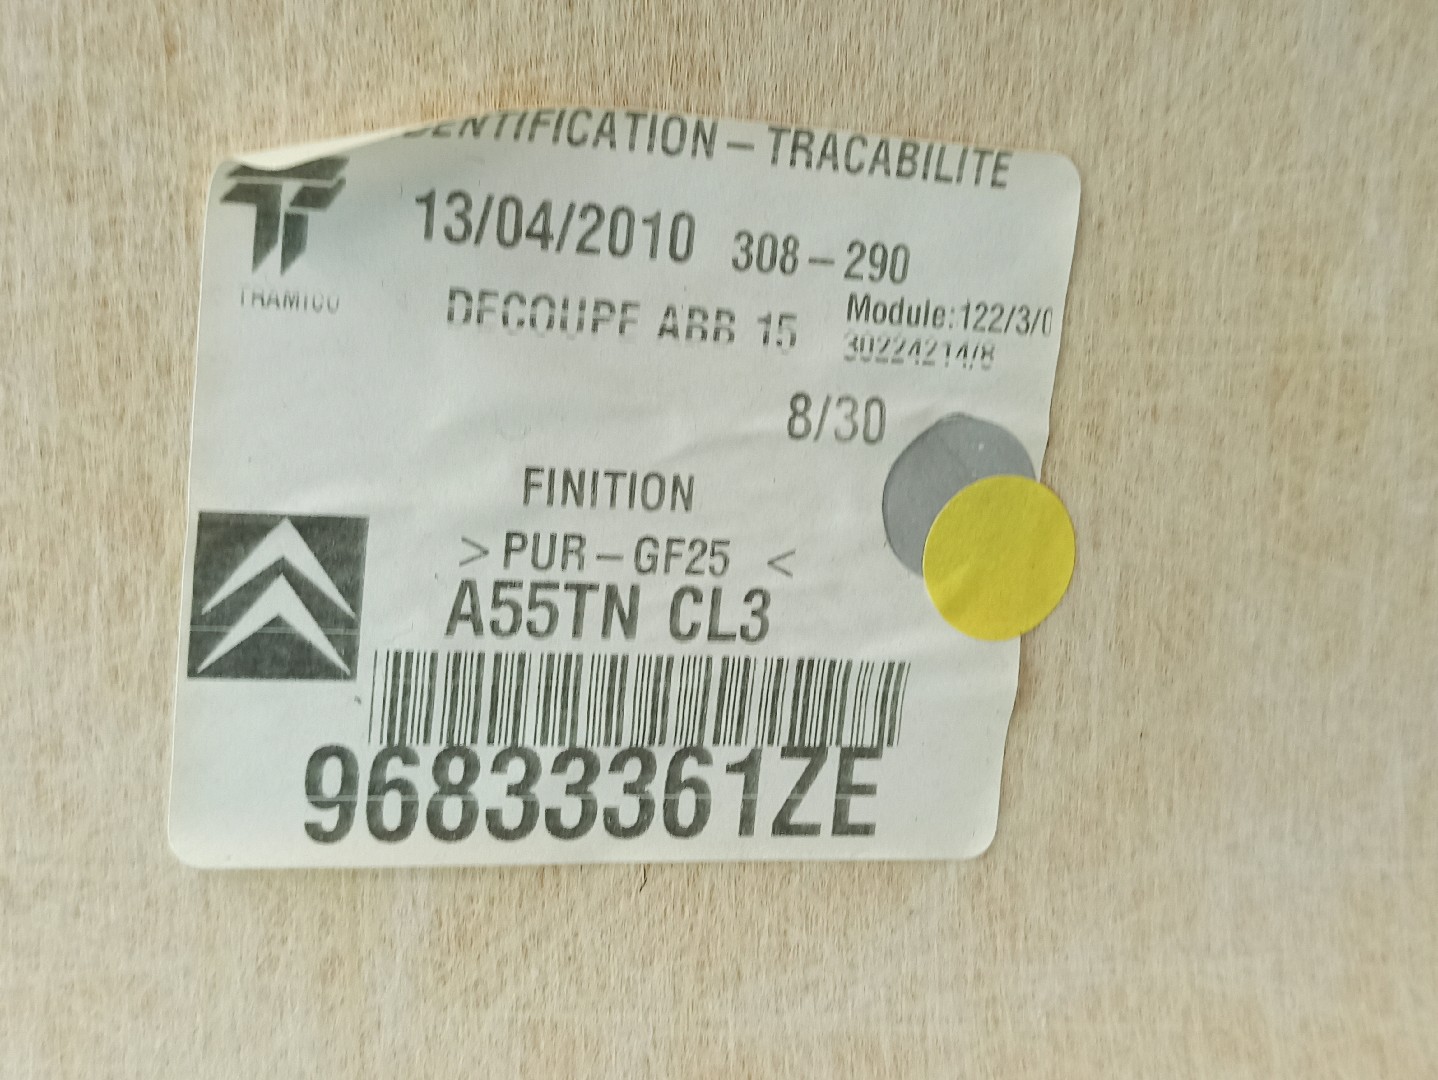 IDENTIFICATION – TRACABILITE
13/04/2010 308 – 290
TRAMICO
DECOUPE ABB 15
Module:122/3/0
30224214/8
8/30
FINITION
> PUR – GF25 <
A55TN CL3
96833361ZE